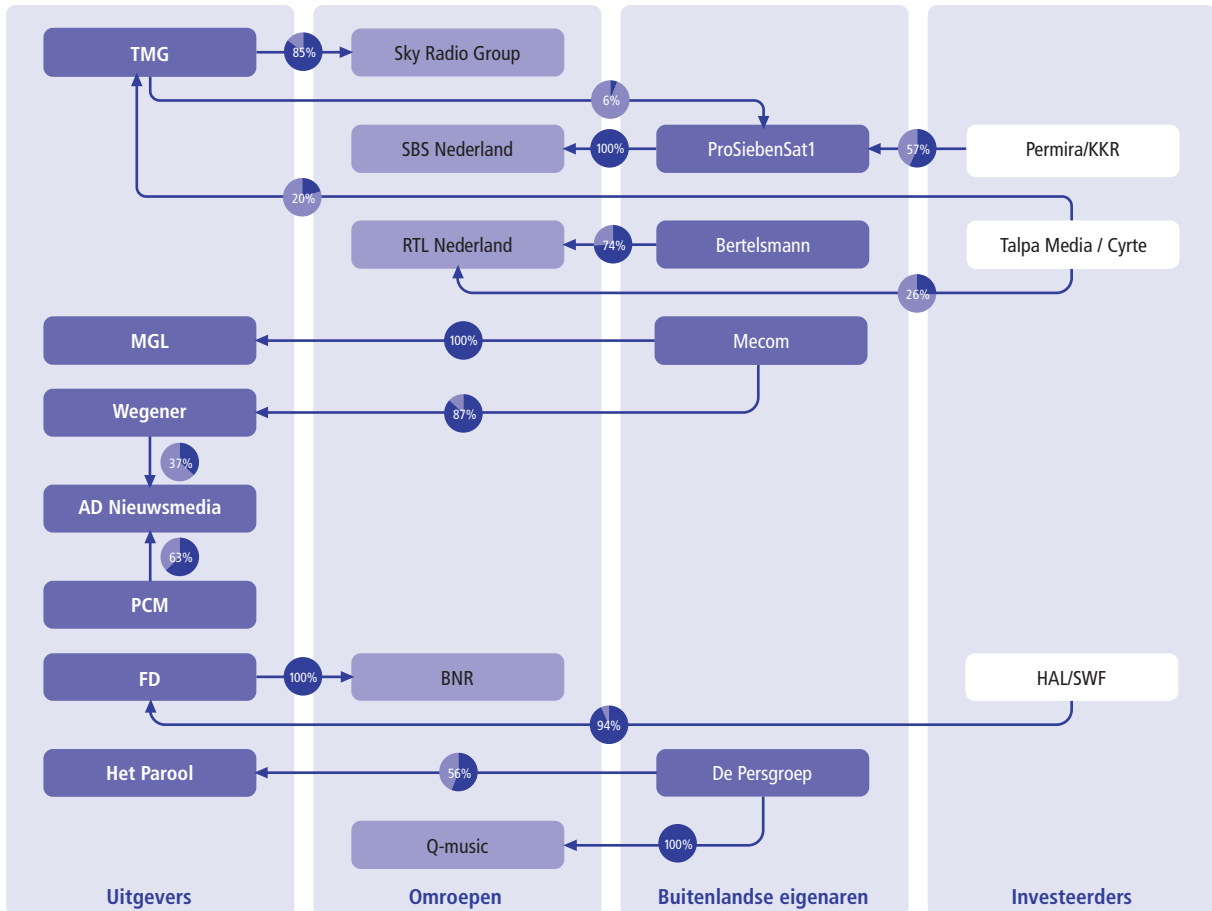 TMG
85%
Sky Radio Group
6%
SBS Nederland
100%
ProSiebenSat1
57%
Permira/KKR
20%
RTL Nederland
74%
Bertelsmann
Talpa Media / Cyrte
26%
MGL
100%
Mecom
Wegener
87%
37%
AD Nieuwsmedia
63%
PCM
FD
100%
BNR
HAL/SWF
94%
Het Parool
56%
De Persgroep
Q-music
100%
Uitgevers
Omroepen
Buitenlandse eigenaren
Investeerders